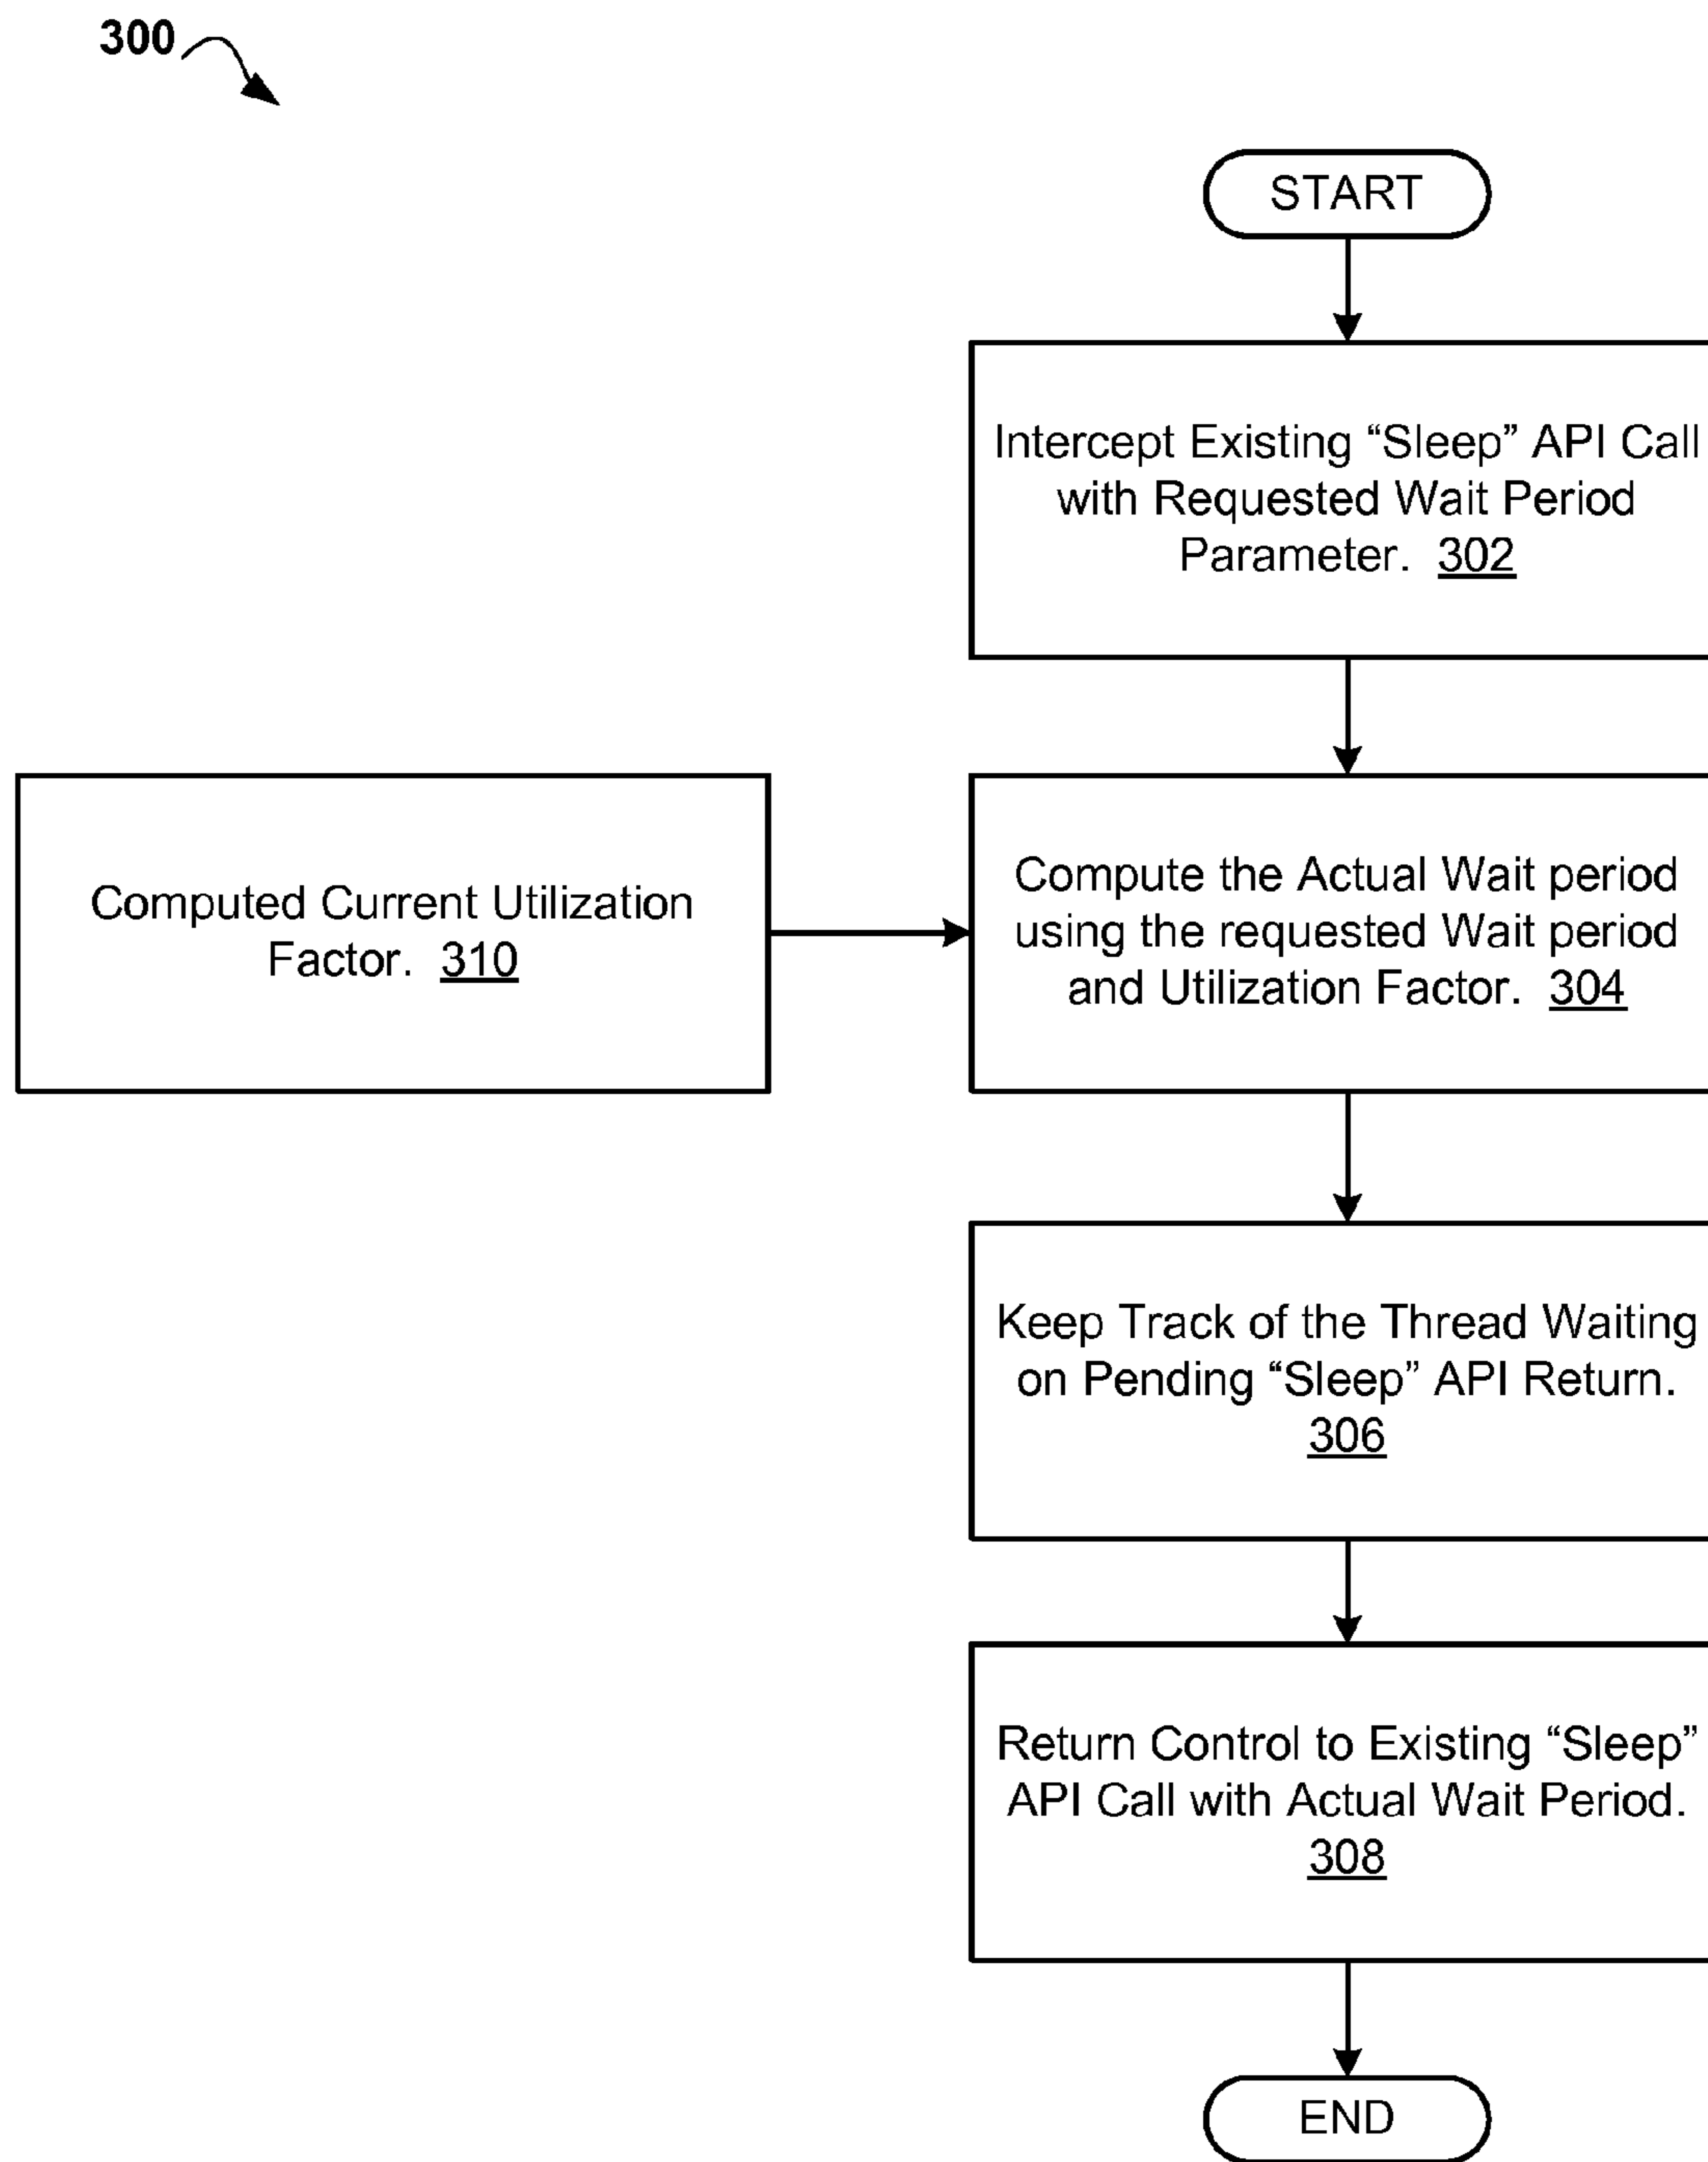 300
START
Intercept Existing “Sleep” API Call
with Requested Wait Period
Parameter. 302
Computed Current Utilization
Factor. 310
Compute the Actual Wait period
using the requested Wait period
and Utilization Factor. 304
Keep Track of the Thread Waiting
on Pending “Sleep” API Return.
306
Return Control to Existing “Sleep”
API Call with Actual Wait Period.
308
END